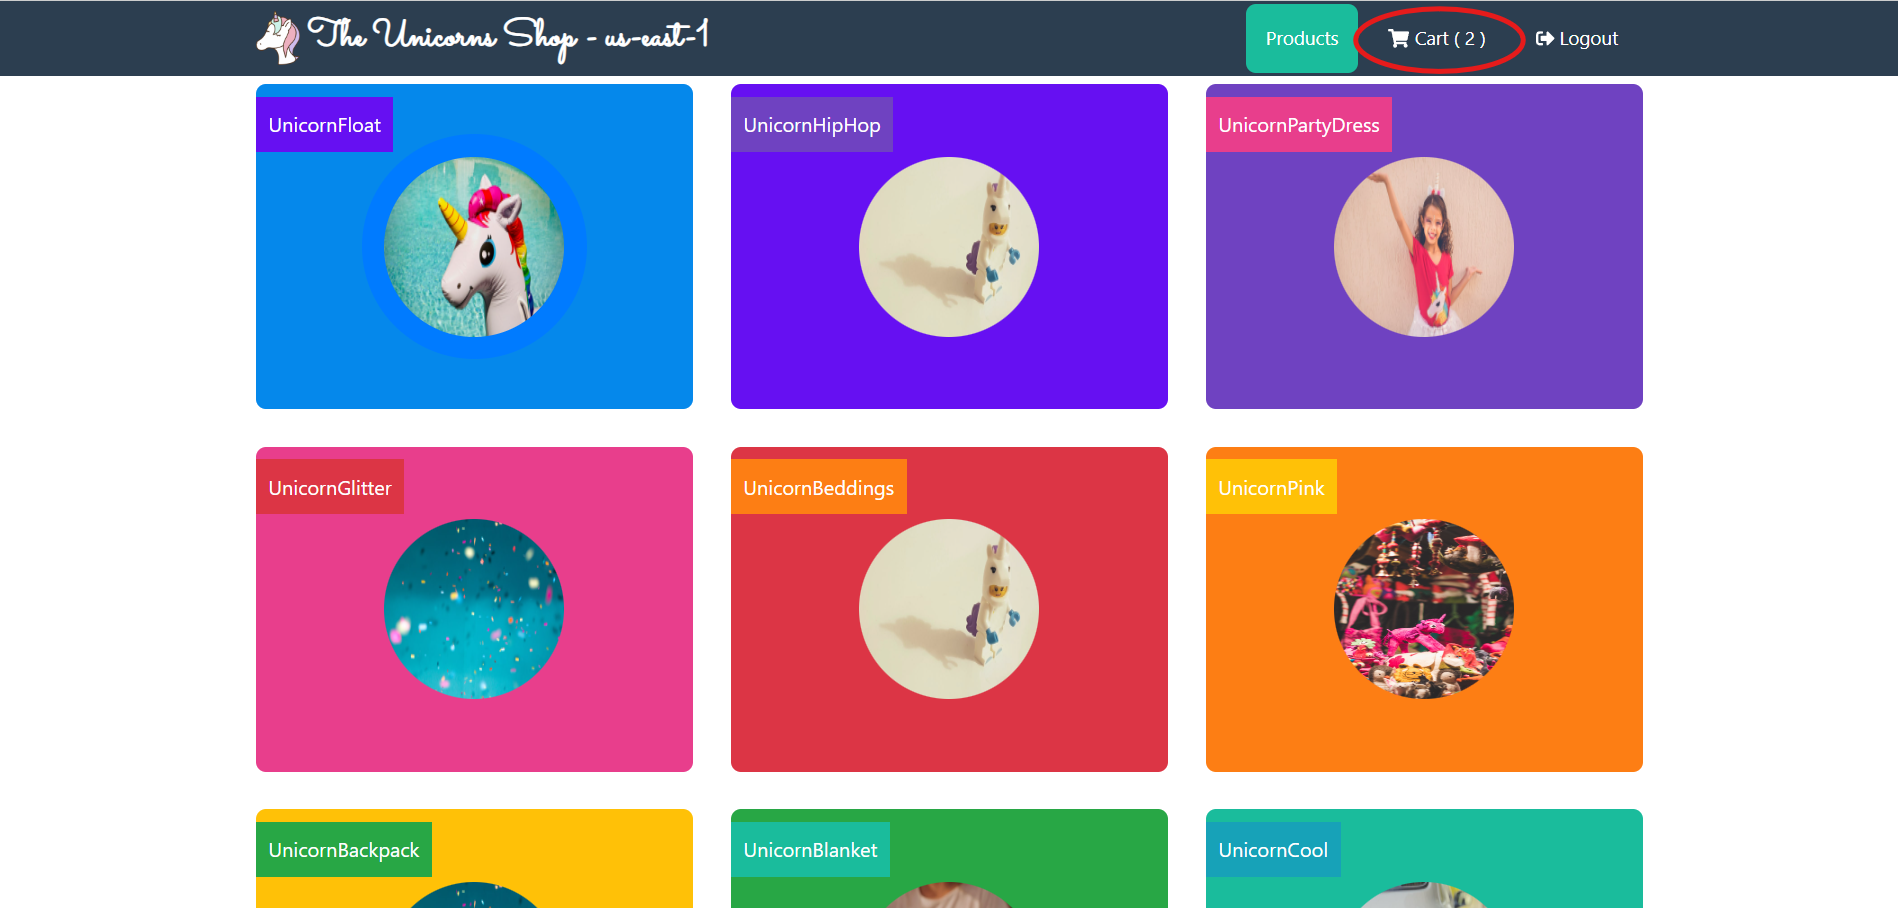 The Unicorns Shop - us-east-1
Products
Cart ( 2 )
Logout
UnicornFloat
UnicornHipHop
UnicornPartyDress
UnicornGlitter
UnicornBeddings
UnicornPink
UnicornBackpack
UnicornBlanket
UnicornCool